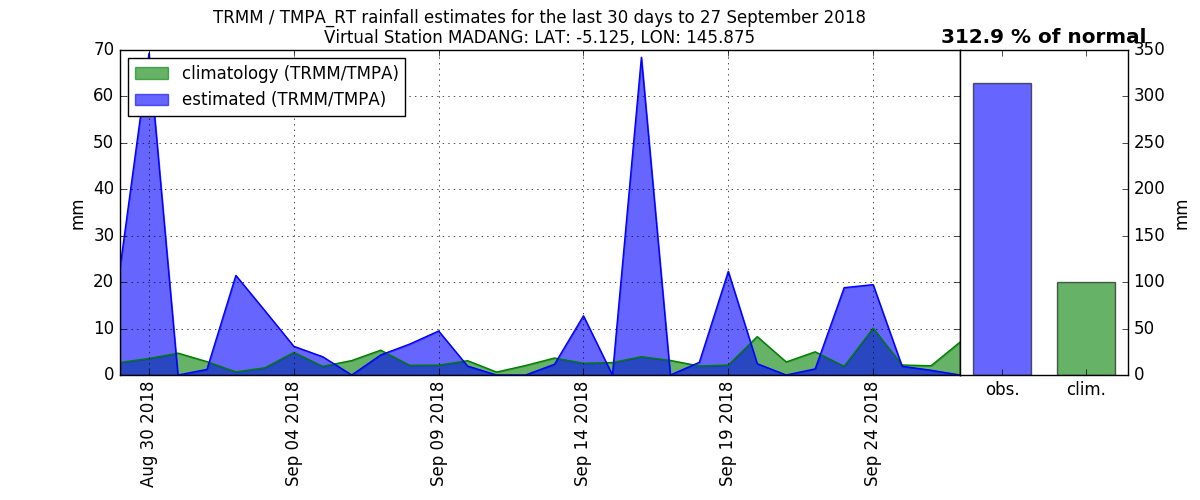 TRMM / TMPA_RT rainfall estimates for the last 30 days to 27 September 2018
Virtual Station MADANG: LAT: -5.125, LON: 145.875
312.9 % of normal
climatology (TRMM/TMPA)
estimated (TRMM/TMPA)
mm
70
60
50
40
30
20
10
0
Aug 30 2018
Sep 04 2018
Sep 09 2018
Sep 14 2018
Sep 19 2018
Sep 24 2018
obs.
clim.
350
300
250
200
150
100
50
0
mm